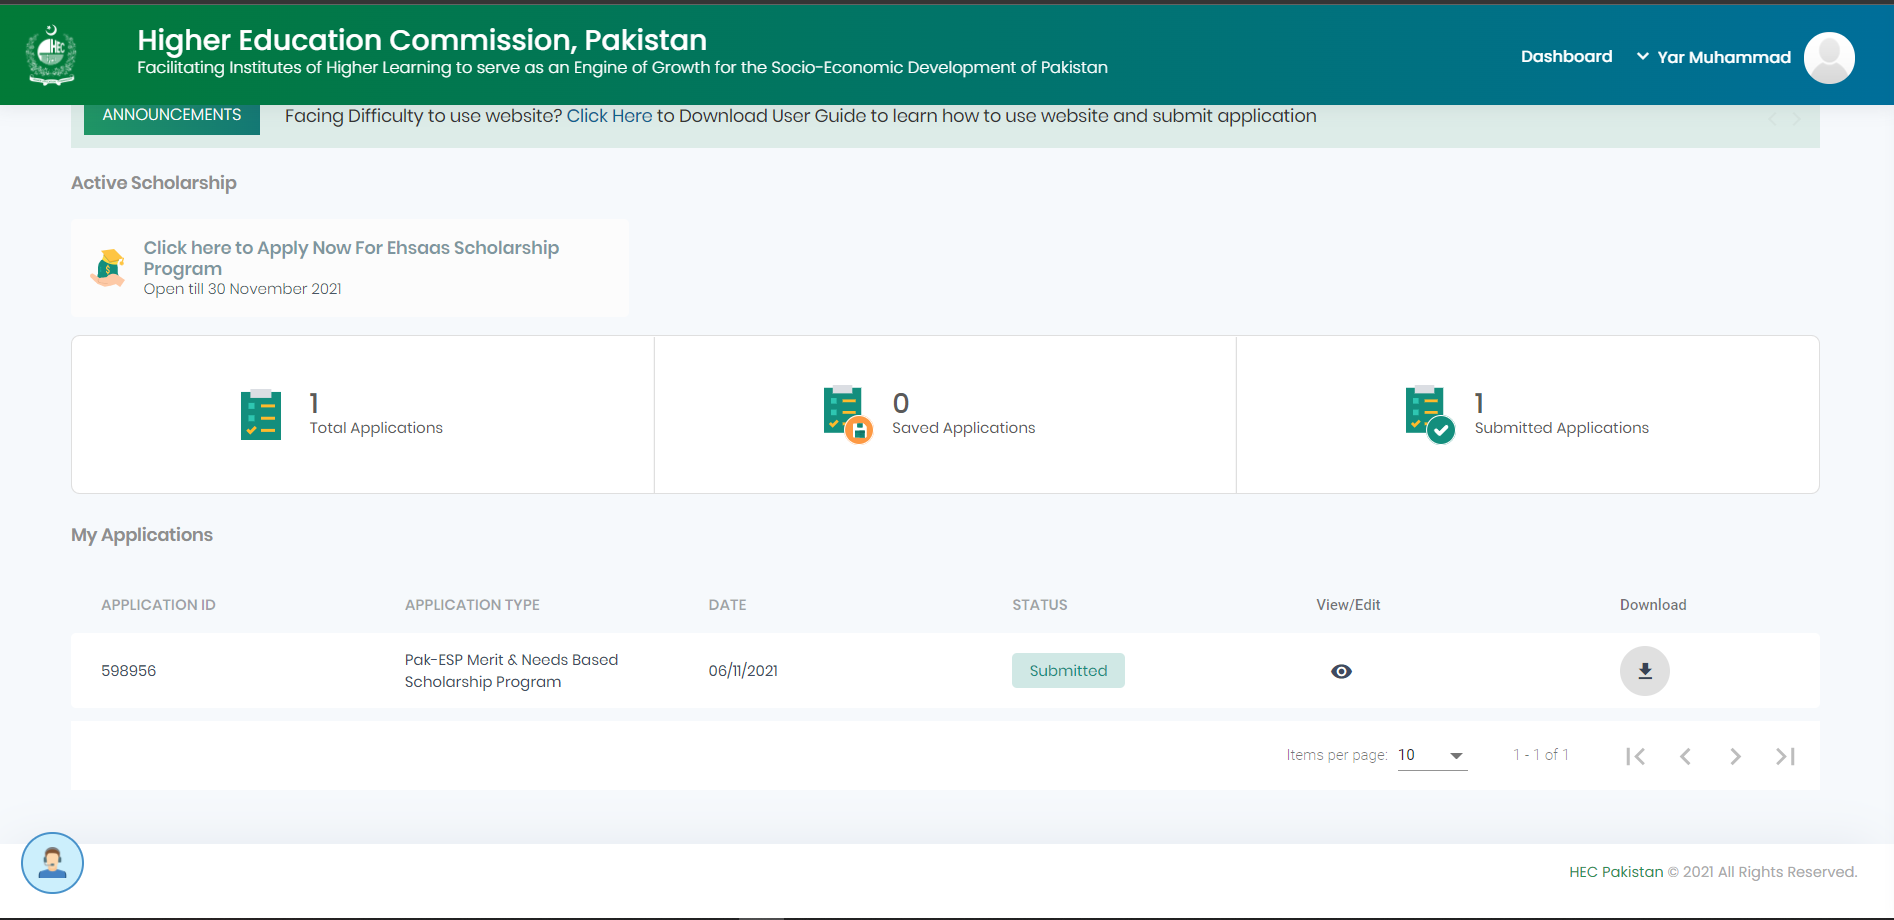 Higher Education Commission, Pakistan
Facilitating Institutes of Higher Learning to serve as an Engine of Growth for the Socio-Economic Development of Pakistan
Dashboard
Yar Muhammad
HEC
ANNOUNCEMENTS
Facing Difficulty to use website? Click Here to Download User Guide to learn how to use website and submit application
Active Scholarship
Click here to Apply Now For Ehsaas Scholarship
Program
Open till 30 November 2021
1
Total Applications
0
Saved Applications
1
Submitted Applications
My Applications
APPLICATION ID
APPLICATION TYPE
DATE
STATUS
View/Edit
Download
598956
Pak-ESP Merit & Needs Based
Scholarship Program
06/11/2021
Submitted
Items per page: 10
1 - 1 of 1
HEC Pakistan © 2021 All Rights Reserved.